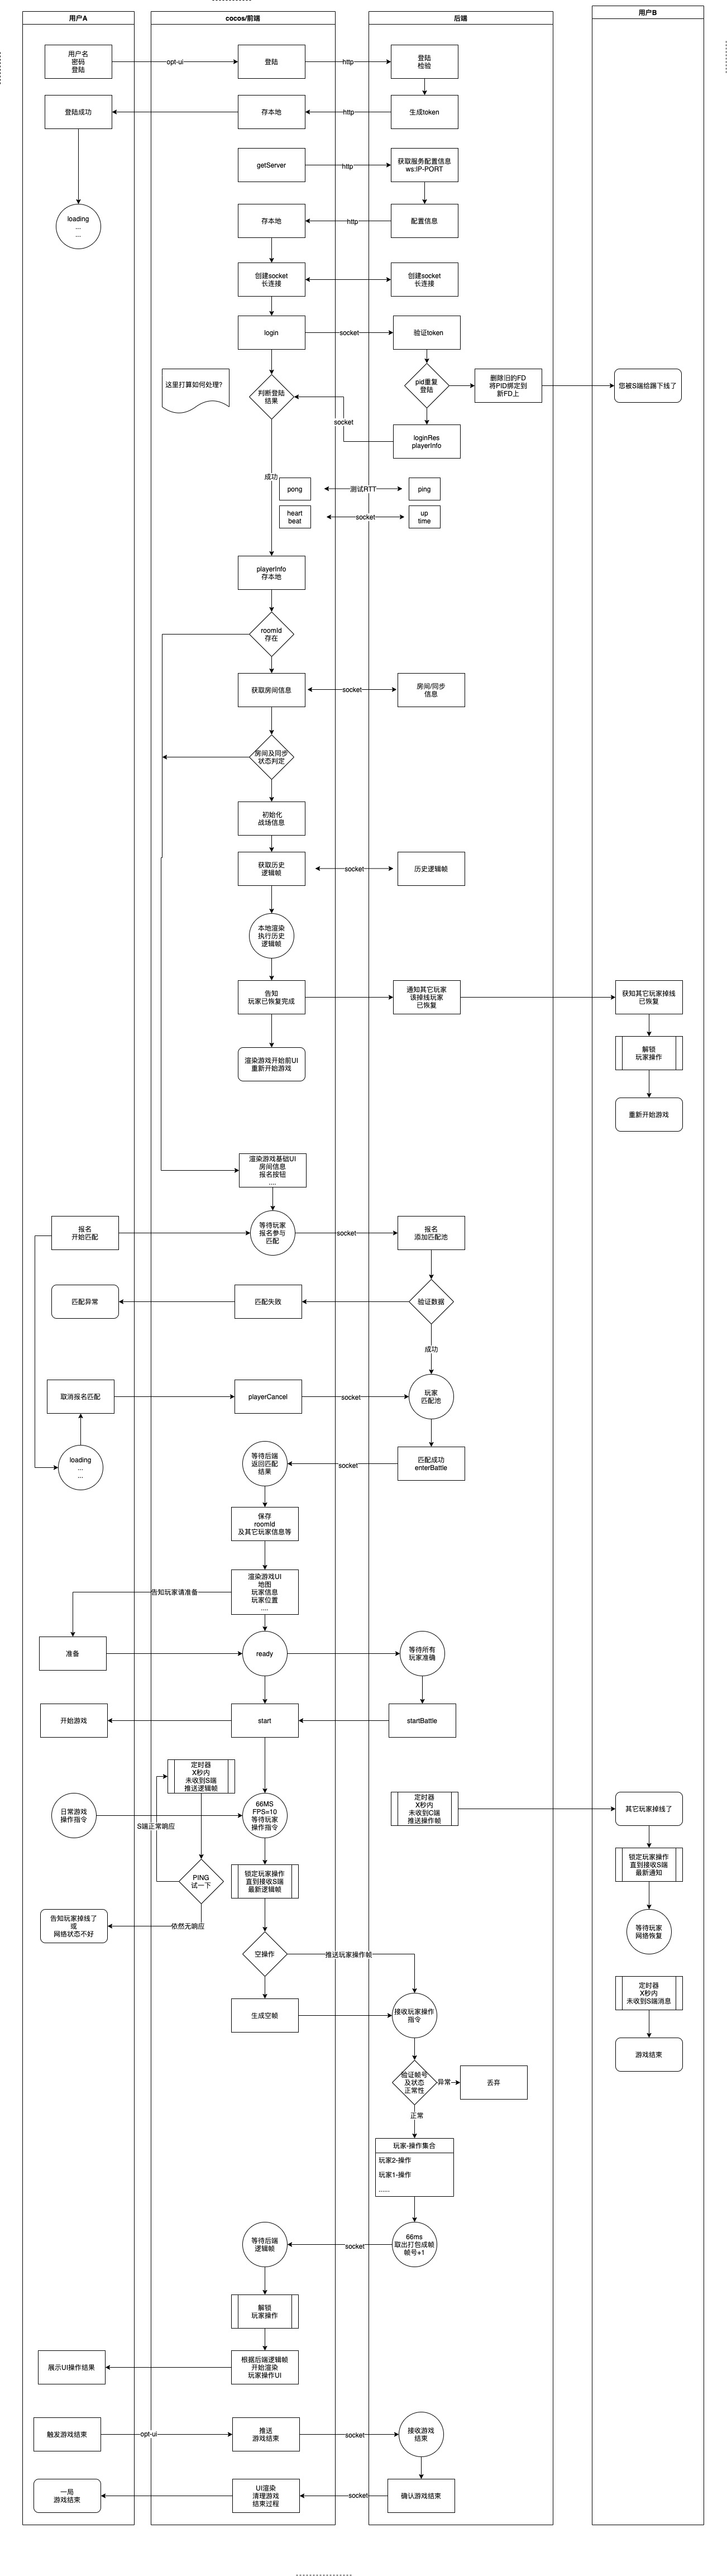 用户A
cocos/前端
后端
用户B
用户名
密码
登陆
opt-ui
登陆
http
登陆
检验
登陆成功
存本地
http
生成token
getServer
http
获取服务配置信息
ws:IP-PORT
loading
...
...
存本地
http
配置信息
创建socket
长连接
创建socket
长连接
login
socket
验证token
这里打算如何处理?
判断登陆
结果
pid重复
登陆
删除旧的FD
将PID绑定到
新FD上
您被S端给踢下线了
socket
loginRes
playerInfo
成功
pong
测试RTT
ping
heart
beat
socket
up
time
playerInfo
存本地
roomId
存在
获取房间信息
socket
房间/同步
信息
房间及同步
状态判定
初始化
战场信息
获取历史
逻辑帧
socket
历史逻辑帧
本地渲染
执行历史
逻辑帧
告知
玩家已恢复完成
通知其它玩家
该掉线玩家
已恢复
获知其它玩家掉线
已恢复
渲染游戏开始前UI
重新开始游戏
解锁
玩家操作
重新开始游戏
渲染游戏基础UI
房间信息
报名按钮
....
报名
开始匹配
等待玩家
报名参与
匹配
socket
报名
添加匹配池
匹配异常
匹配失败
验证数据
成功
取消报名匹配
playerCancel
socket
玩家
匹配池
loading
...
...
等待后端
返回匹配
结果
socket
匹配成功
enterBattle
保存
roomId
及其它玩家信息等
告知玩家请准备
渲染游戏UI
地图
玩家信息
玩家位置
....
准备
ready
等待所有
玩家准确
开始游戏
start
startBattle
定时器
X秒内
未收到S端
推送逻辑帧
日常游戏
操作指令
S端正常响应
66MS
FPS=10
等待玩家
操作指令
定时器
X秒内
未收到C端
推送操作帧
其它玩家掉线了
PING
试一下
锁定玩家操作
直到接收S端
最新逻辑帧
锁定玩家操作
直到接收S端
最新通知
告知玩家掉线了
或
网络状态不好
依然无响应
等待玩家
网络恢复
空操作
推送玩家操作帧
定时器
X秒内
未收到S端消息
生成空帧
接收玩家操作
指令
游戏结束
验证帧号
及状态
正常性
异常
丢弃
正常
玩家-操作集合
玩家2-操作
玩家1-操作
......
等待后端
逻辑帧
socket
66ms
取出打包成帧
帧号+1
解锁
玩家操作
展示UI操作结果
根据后端逻辑帧
开始渲染
玩家操作UI
触发游戏结束
opt-ui
推送
游戏结束
socket
接收游戏
结束
一局
游戏结束
UI渲染
清理游戏
结束过程
socket
确认游戏结束